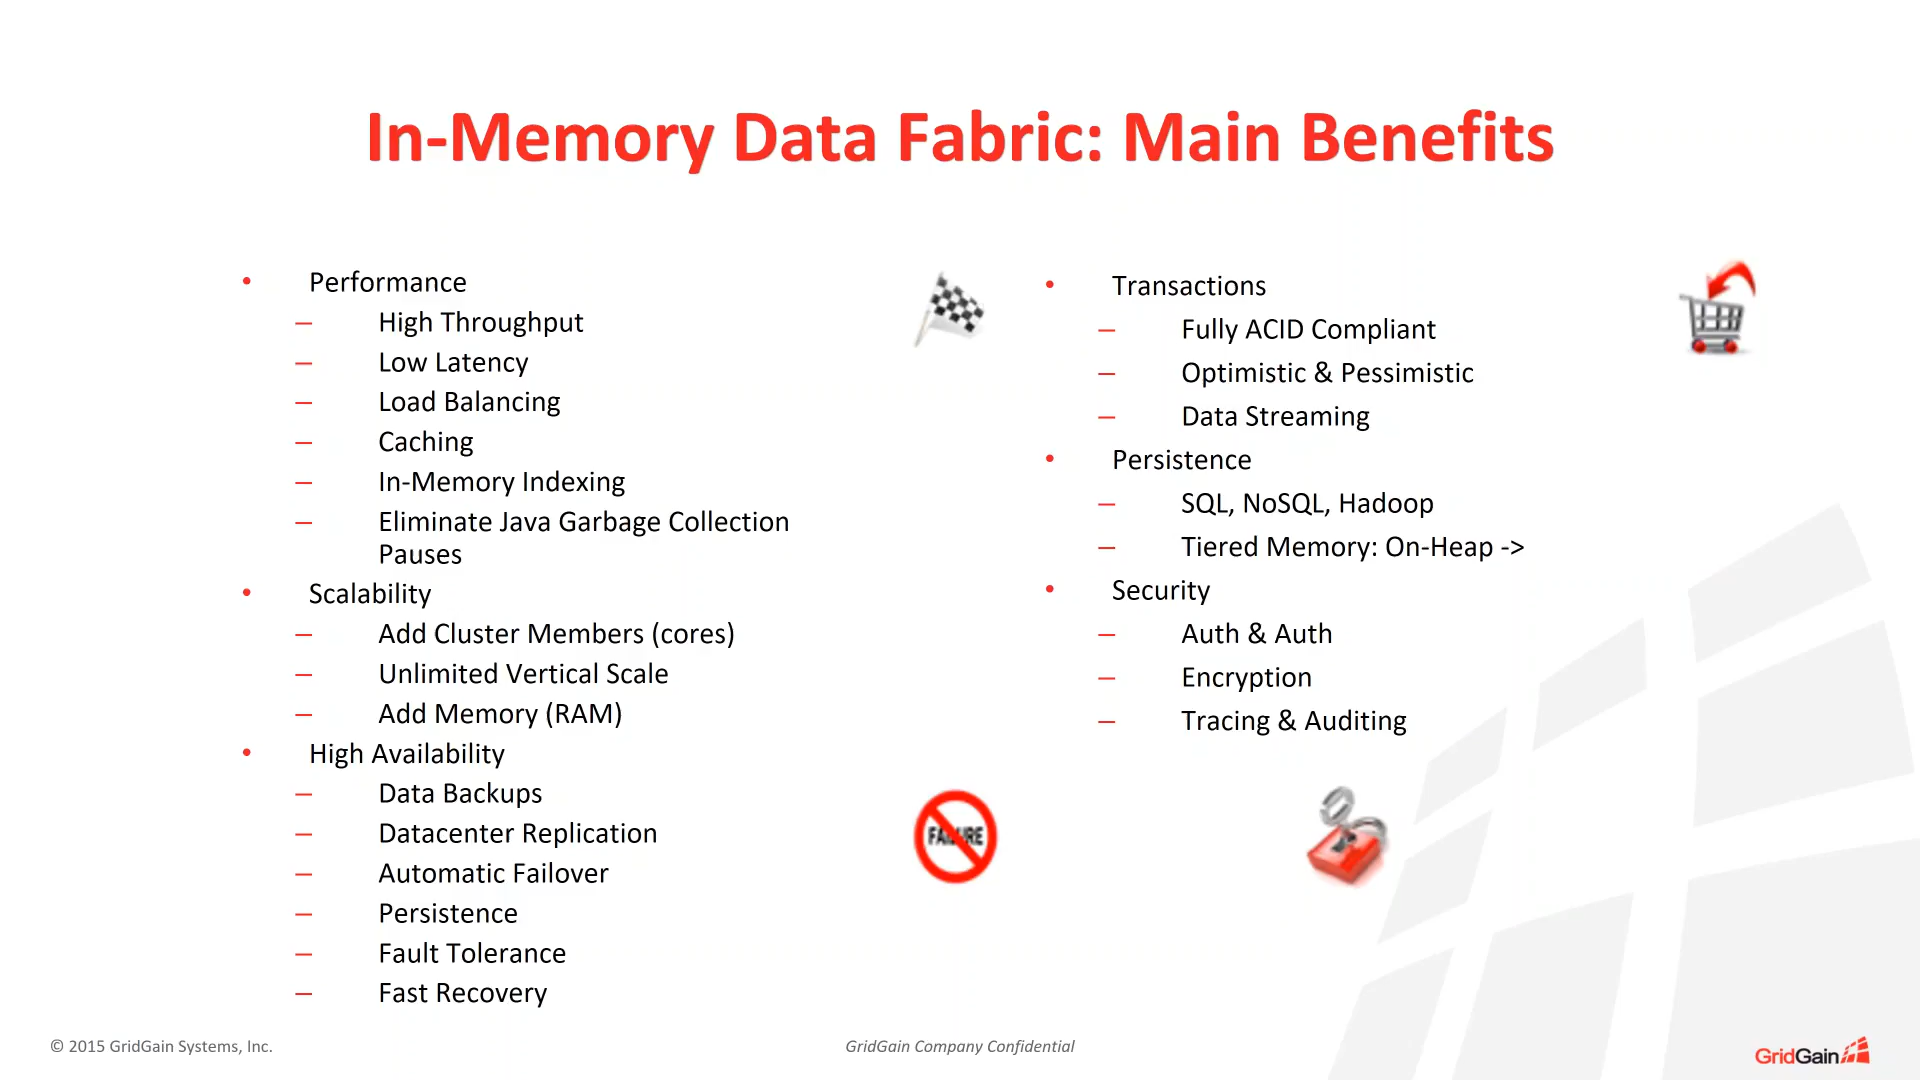 In-Memory Data Fabric: Main Benefits
• Performance
– High Throughput
– Low Latency
– Load Balancing
– Caching
– In-Memory Indexing
– Eliminate Java Garbage Collection
Pauses
• Scalability
– Add Cluster Members (cores)
– Unlimited Vertical Scale
– Add Memory (RAM)
• High Availability
– Data Backups
– Datacenter Replication
– Automatic Failover
– Persistence
– Fault Tolerance
– Fast Recovery
• Transactions
– Fully ACID Compliant
– Optimistic & Pessimistic
– Data Streaming
• Persistence
– SQL, NoSQL, Hadoop
– Tiered Memory: On-Heap ->
• Security
– Auth & Auth
– Encryption
– Tracing & Auditing
FAILURE
© 2015 GridGain Systems, Inc.
GridGain Company Confidential
GridGain